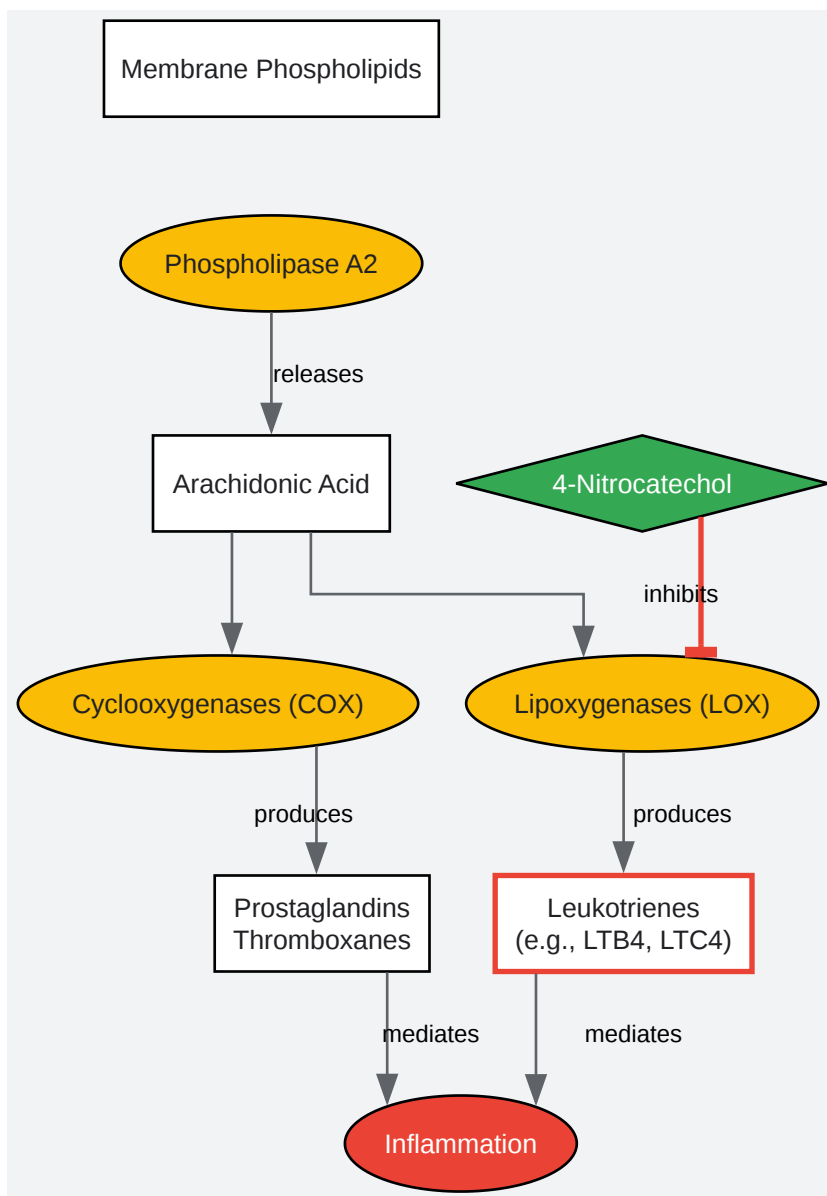 Membrane Phospholipids
Phospholipase A2
releases
Arachidonic Acid
4-Nitrocatechol
inhibits
Cyclooxygenases (COX)
Lipoxygenases (LOX)
produces
produces
Prostaglandins
Thromboxanes
Leukotrienes
(e.g., LTB4, LTC4)
mediates
mediates
Inflammation